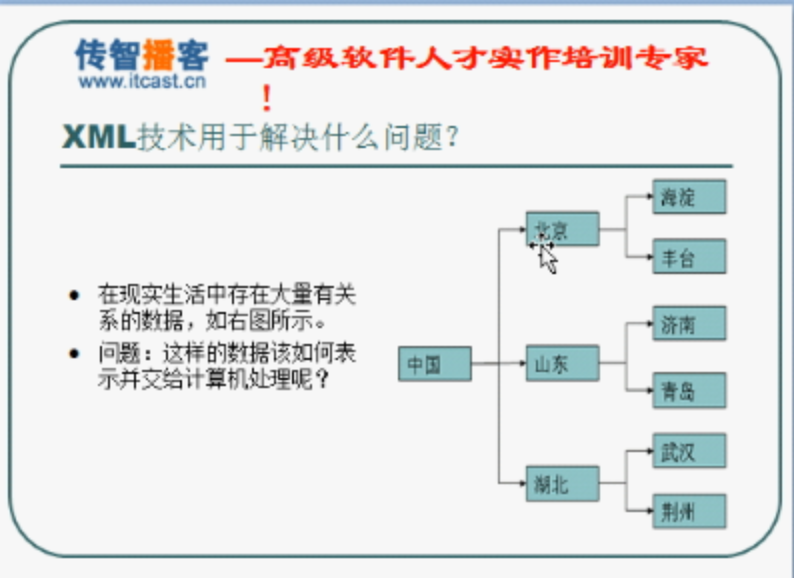 传智播客 —高级软件人才实作培训专家
www.itcast.cn
！
XML技术用于解决什么问题？
在现实生活中存在大量有关
系的数据，如右图所示。
问题：这样的数据该如何表
示并交给计算机处理呢？
中国
北京
海淀
丰台
山东
济南
青岛
湖北
武汉
荆州